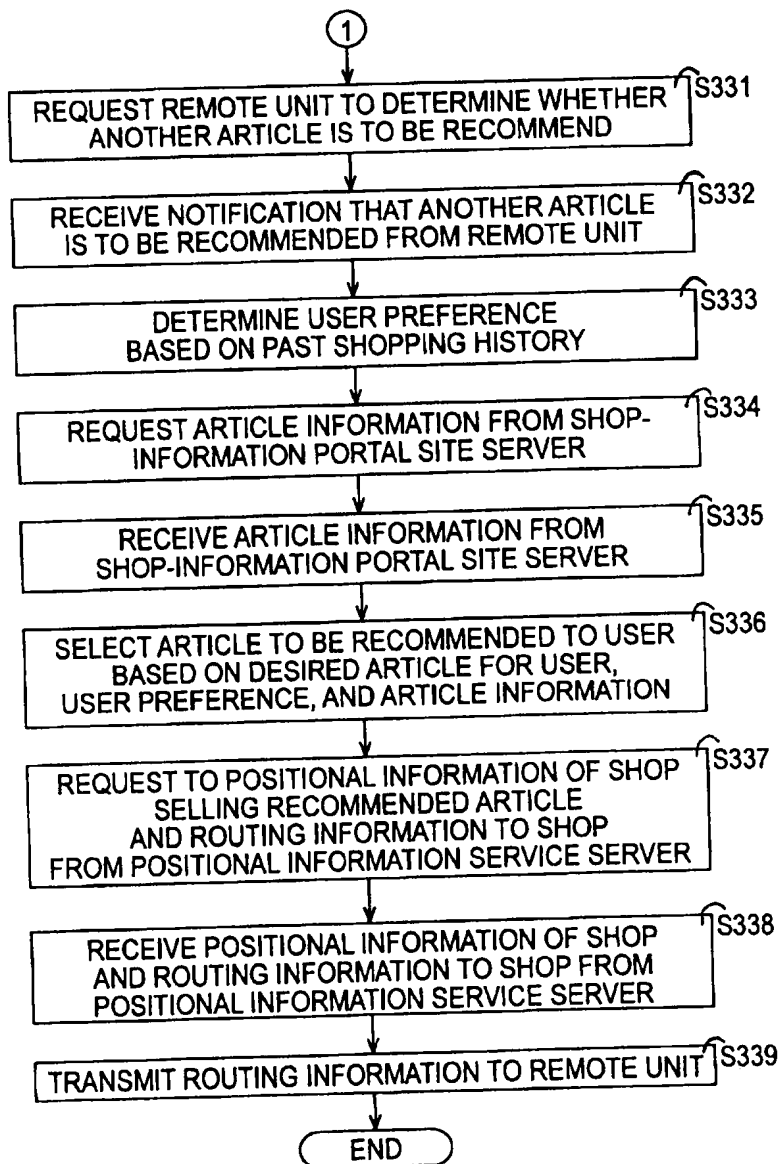 1
S331
REQUEST REMOTE UNIT TO DETERMINE WHETHER
ANOTHER ARTICLE IS TO BE RECOMMEND
S332
RECEIVE NOTIFICATION THAT ANOTHER ARTICLE
IS TO BE RECOMMENDED FROM REMOTE UNIT
S333
DETERMINE USER PREFERENCE
BASED ON PAST SHOPPING HISTORY
S334
REQUEST ARTICLE INFORMATION FROM SHOP-
INFORMATION PORTAL SITE SERVER
S335
RECEIVE ARTICLE INFORMATION FROM
SHOP-INFORMATION PORTAL SITE SERVER
S336
SELECT ARTICLE TO BE RECOMMENDED TO USER
BASED ON DESIRED ARTICLE FOR USER,
USER PREFERENCE, AND ARTICLE INFORMATION
S337
REQUEST TO POSITIONAL INFORMATION OF SHOP
SELLING RECOMMENDED ARTICLE
AND ROUTING INFORMATION TO SHOP
FROM POSITIONAL INFORMATION SERVICE SERVER
S338
RECEIVE POSITIONAL INFORMATION OF SHOP
AND ROUTING INFORMATION TO SHOP FROM
POSITIONAL INFORMATION SERVICE SERVER
S339
TRANSMIT ROUTING INFORMATION TO REMOTE UNIT
END